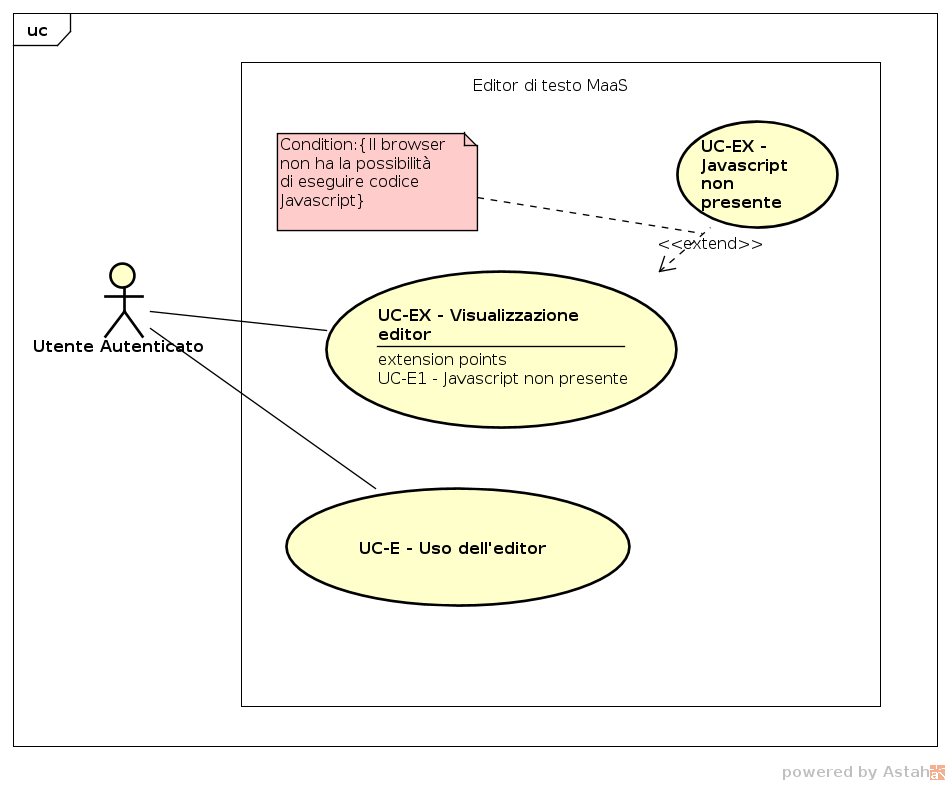 uc
Editor di testo MaaS
Condition:{Il browser
non ha la possibilità
di eseguire codice
Javascript}
UC-EX -
Javascript
non
presente
<<extend>>
Utente Autenticato
UC-EX - Visualizzazione
editor
extension points
UC-E1 - Javascript non presente
UC-E - Uso dell'editor
powered by Astah